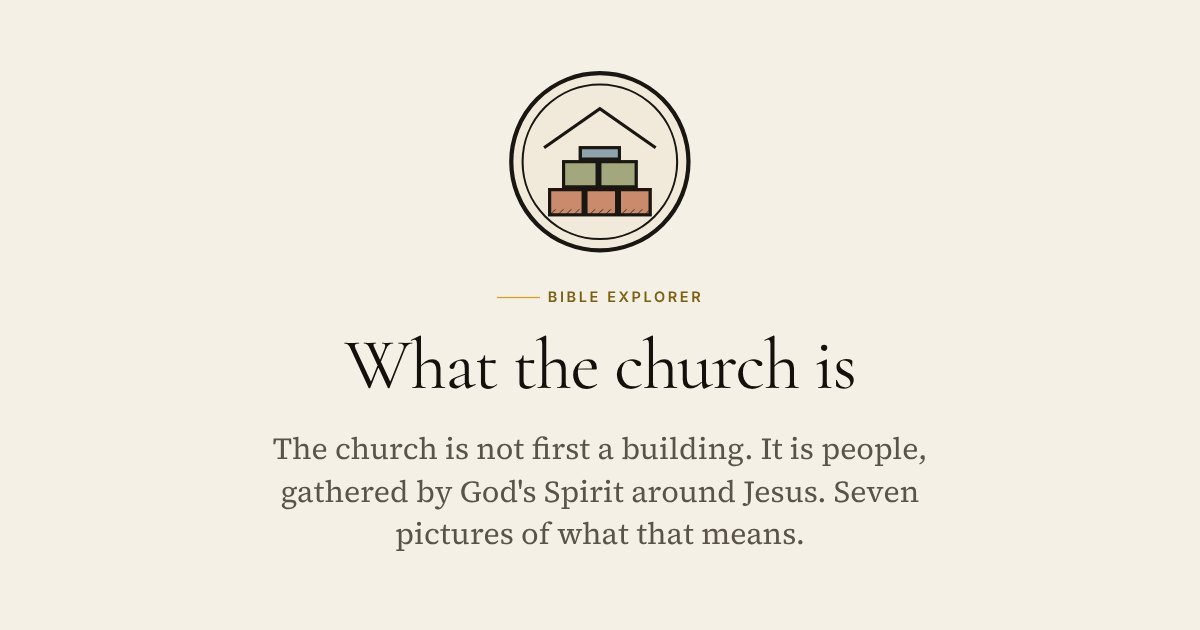 BIBLE EXPLORER
What the church is
The church is not first a building. It is people,
gathered by God's Spirit around Jesus. Seven
pictures of what that means.